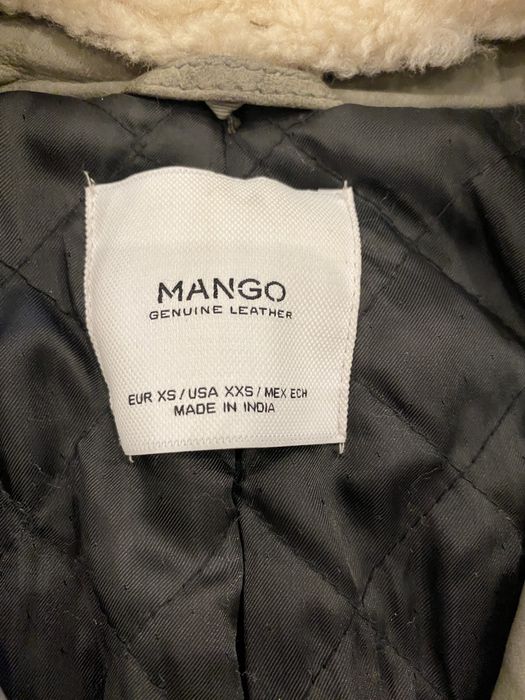 MANGO
GENUINE LEATHER
EUR XS / USA XXS / MEX ECH
MADE IN INDIA